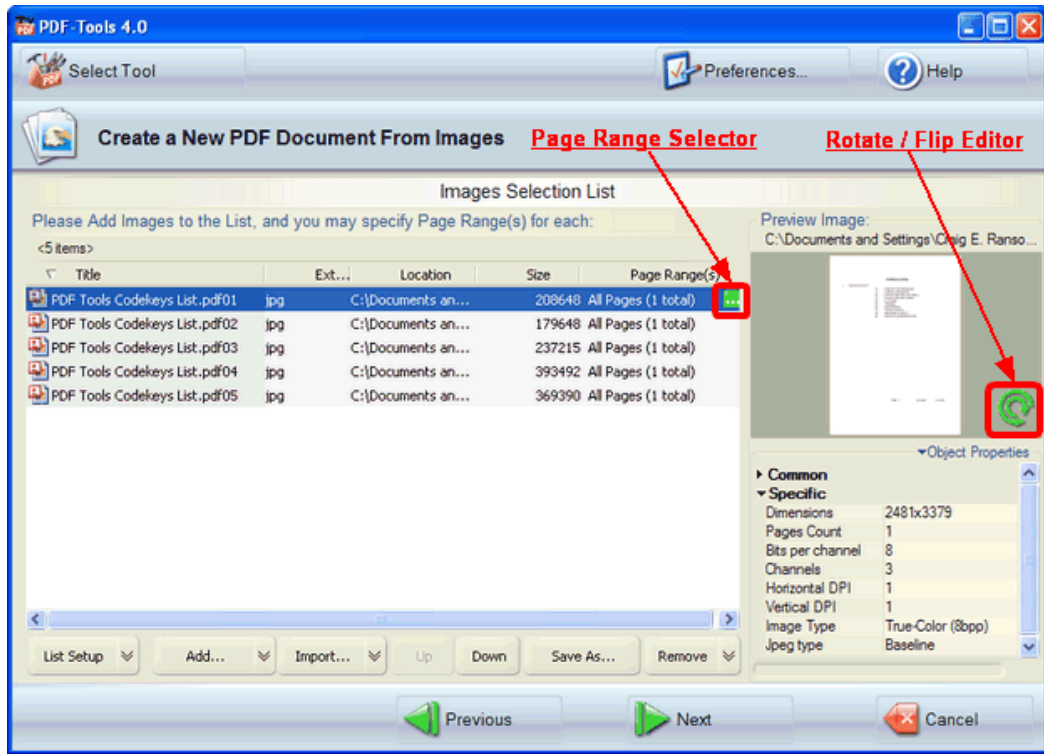 PDF-Tools 4.0
Select Tool
Preferences...
Help
Create a New PDF Document From Images
Page Range Selector
Rotate / Flip Editor
Images Selection List
Please Add Images to the List, and you may specify Page Range(s) for each:
<5 items>
Title Ext... Location Size Page Range(s)
PDF Tools Codekeys List.pdf01 jpg C:\Documents an... 208648 All Pages (1 total) ...
PDF Tools Codekeys List.pdf02 jpg C:\Documents an... 179648 All Pages (1 total)
PDF Tools Codekeys List.pdf03 jpg C:\Documents an... 237215 All Pages (1 total)
PDF Tools Codekeys List.pdf04 jpg C:\Documents an... 393492 All Pages (1 total)
PDF Tools Codekeys List.pdf05 jpg C:\Documents an... 369390 All Pages (1 total)
Preview Image:
C:\Documents and Settings\Craig E. Ranso...
Object Properties
Common
Specific
Dimensions 2481x3379
Pages Count 1
Bits per channel 8
Channels 3
Horizontal DPI 1
Vertical DPI 1
Image Type True-Color (8bpp)
Jpeg type Baseline
List Setup
Add...
Import...
Up
Down
Save As...
Remove
Previous
Next
Cancel